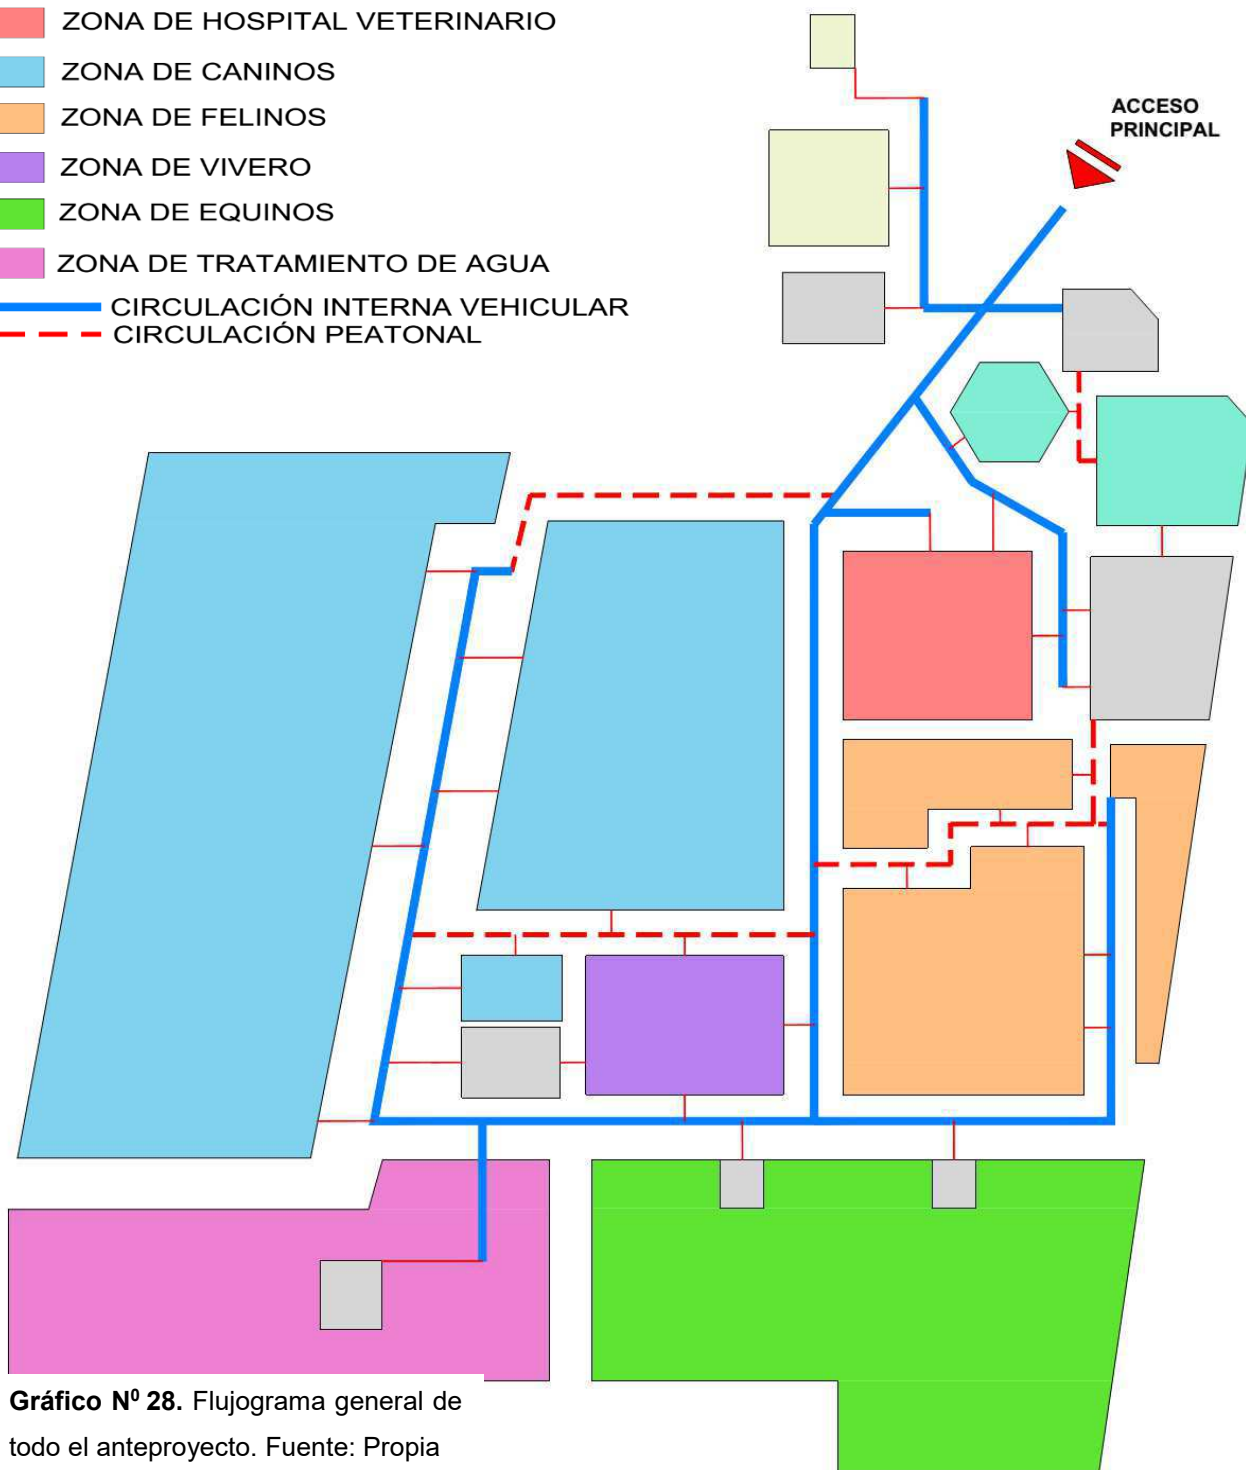 ZONA DE HOSPITAL VETERINARIO
ZONA DE CANINOS
ZONA DE FELINOS
ZONA DE VIVERO
ZONA DE EQUINOS
ZONA DE TRATAMIENTO DE AGUA
CIRCULACIÓN INTERNA VEHICULAR
CIRCULACIÓN PEATONAL
ACCESO
PRINCIPAL
Gráfico Nº 28. Flujograma general de
todo el anteproyecto. Fuente: Propia